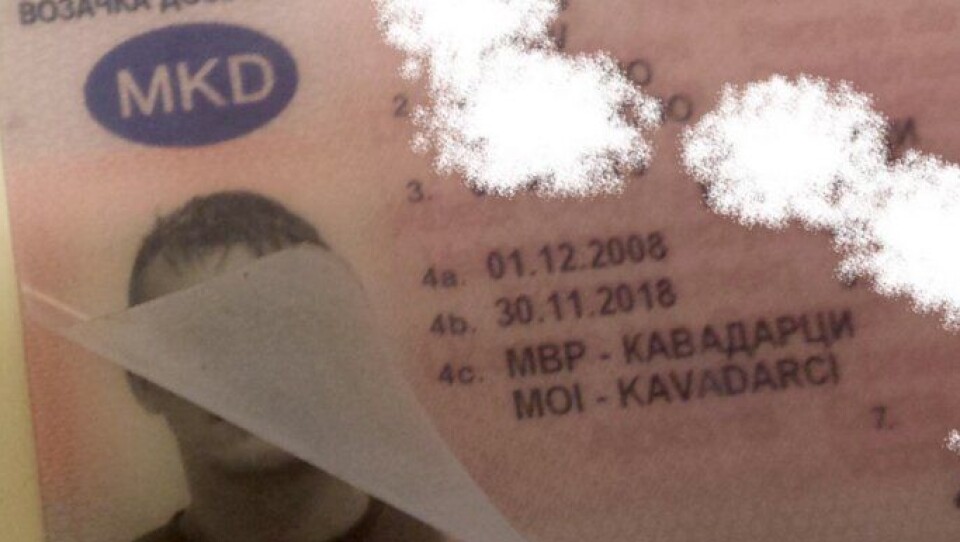 ВОЗАЧКА
MKD
2
3.
4a. 01.12.2008
4b. 30.11.2018
4c. МВР - КАВАДАРЦИ
MOI - KAVADARCI
7.